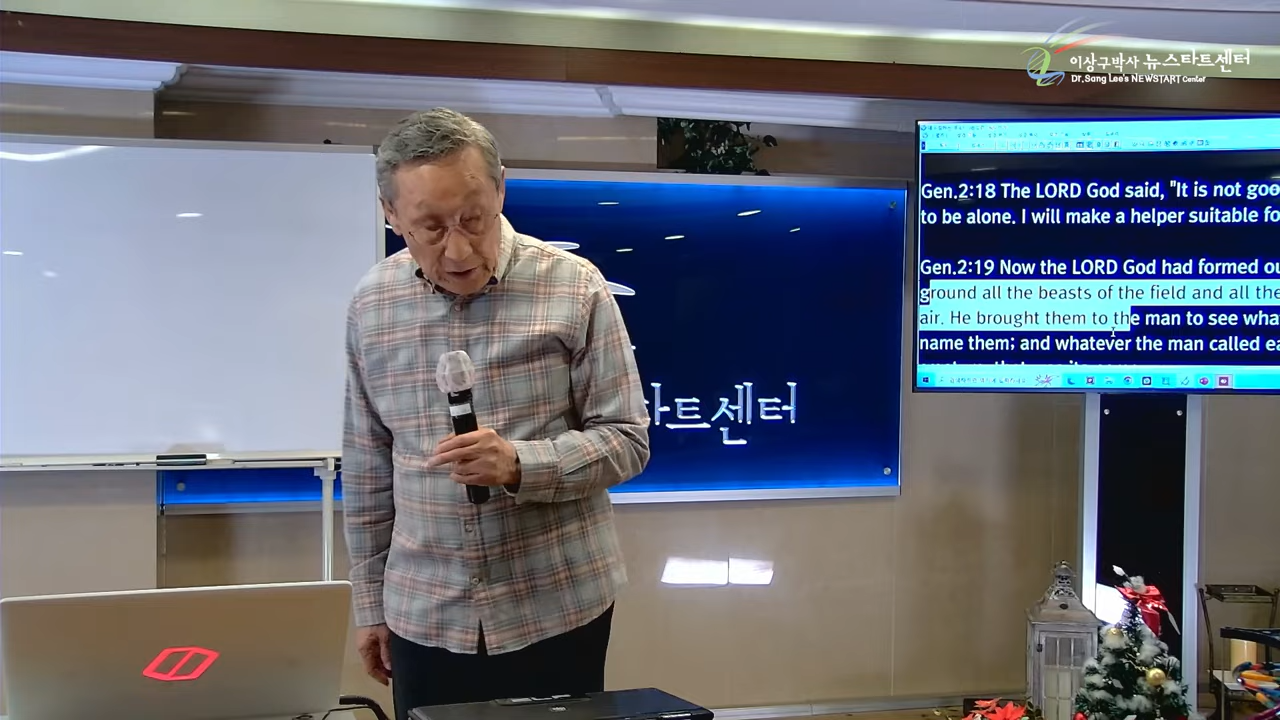 이상구박사 뉴스타트센터
Dr.Sang Lee's NEWSTART Center
Gen.2:18 The LORD God said, "It is not goo
to be alone. I will make a helper suitable fo
Gen.2:19 Now the LORD God had formed ou
ground all the beasts of the field and all the
air. He brought them to the man to see wha
name them; and whatever the man called ea
타트센터